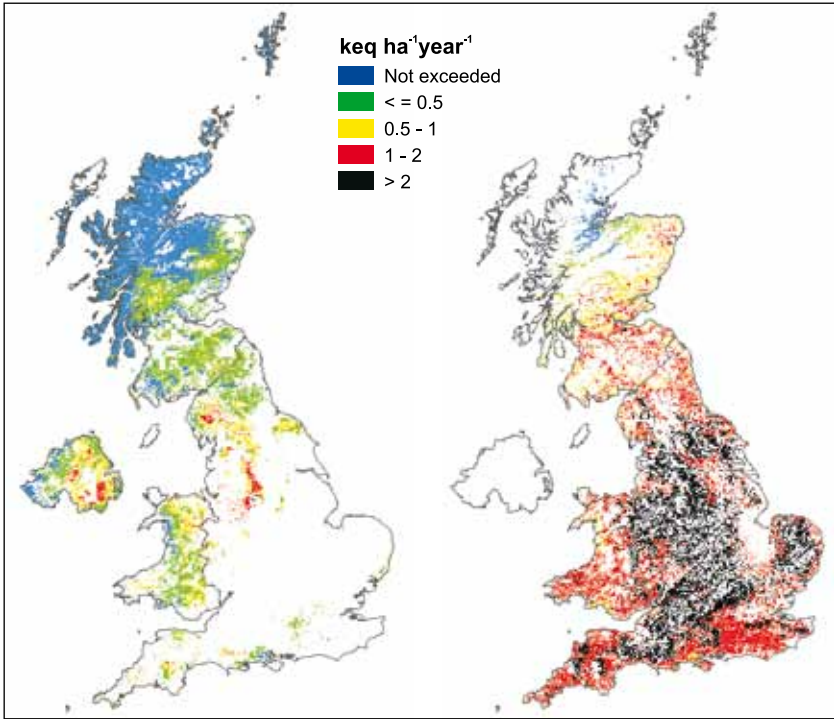 keq ha⁻¹year⁻¹
Not exceeded
< = 0.5
0.5 - 1
1 - 2
> 2